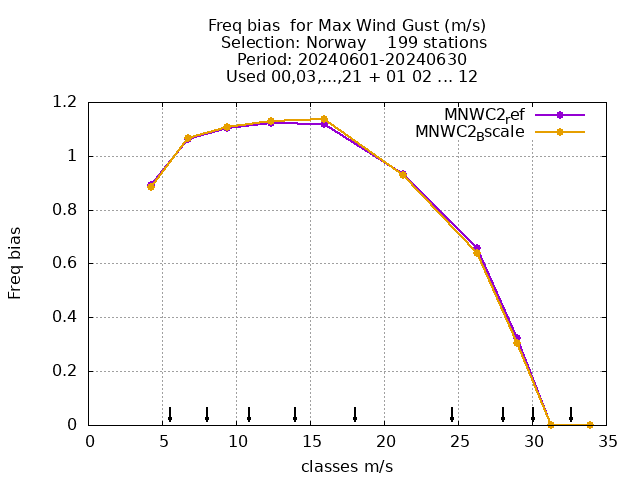 Freq bias  for Max Wind Gust (m/s)
Selection: Norway    199 stations
Period: 20240601-20240630
Used 00,03,...,21 + 01 02 ... 12
MNWC2_ref
MNWC2_Bscale
1.2
1
0.8
0.6
0.4
0.2
0
Freq bias
0 5 10 15 20 25 30 35
classes m/s